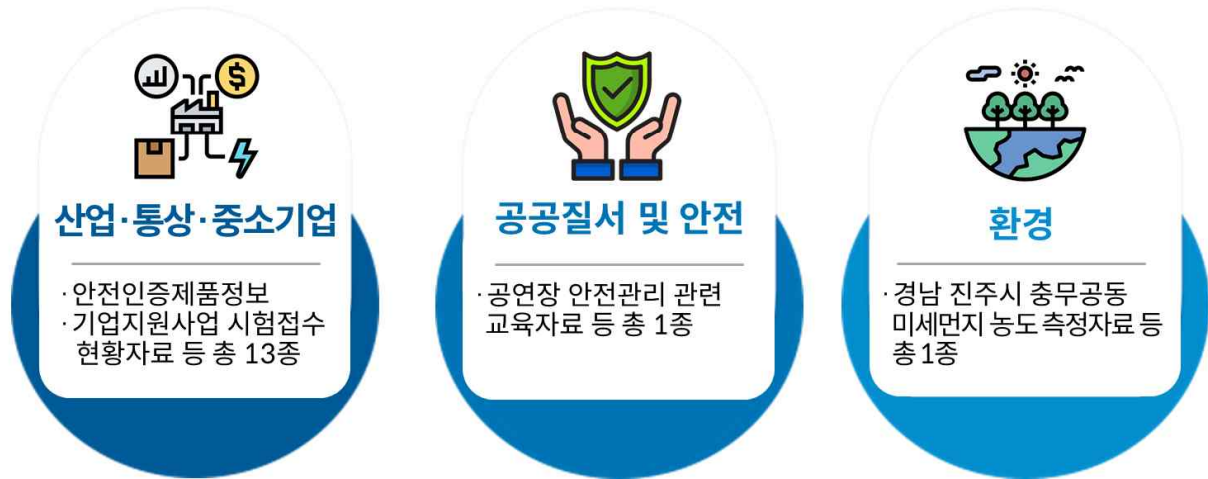 산업·통상·중소기업
· 안전인증제품정보
· 기업지원사업 시험접수
현황자료 등 총 13종
공공질서 및 안전
· 공연장 안전관리 관련
교육자료 등 총 1종
환경
· 경남 진주시 충무공동
미세먼지 농도 측정자료 등
총 1종